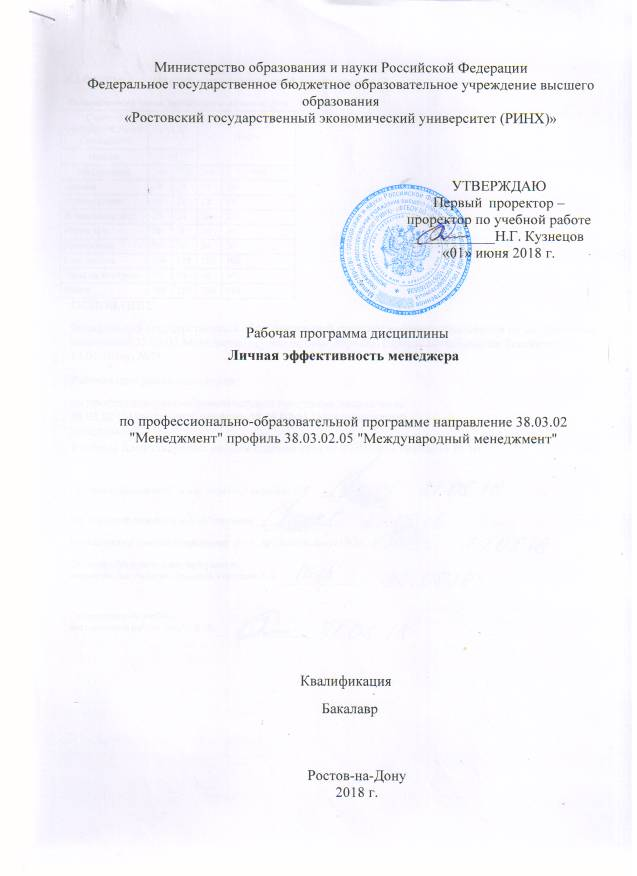 Министерство образования и науки Российской Федерации
Федеральное государственное бюджетное образовательное учреждение высшего
образования
«Ростовский государственный экономический университет (РИНХ)»
УТВЕРЖДАЮ
Первый проректор –
проректор по учебной работе
__________Н.Г. Кузнецов
«01» июня 2018 г.
Рабочая программа дисциплины
Личная эффективность менеджера
по профессионально-образовательной программе направление 38.03.02
"Менеджмент" профиль 38.03.02.05 "Международный менеджмент"
Квалификация
Бакалавр
Ростов-на-Дону
2018 г.